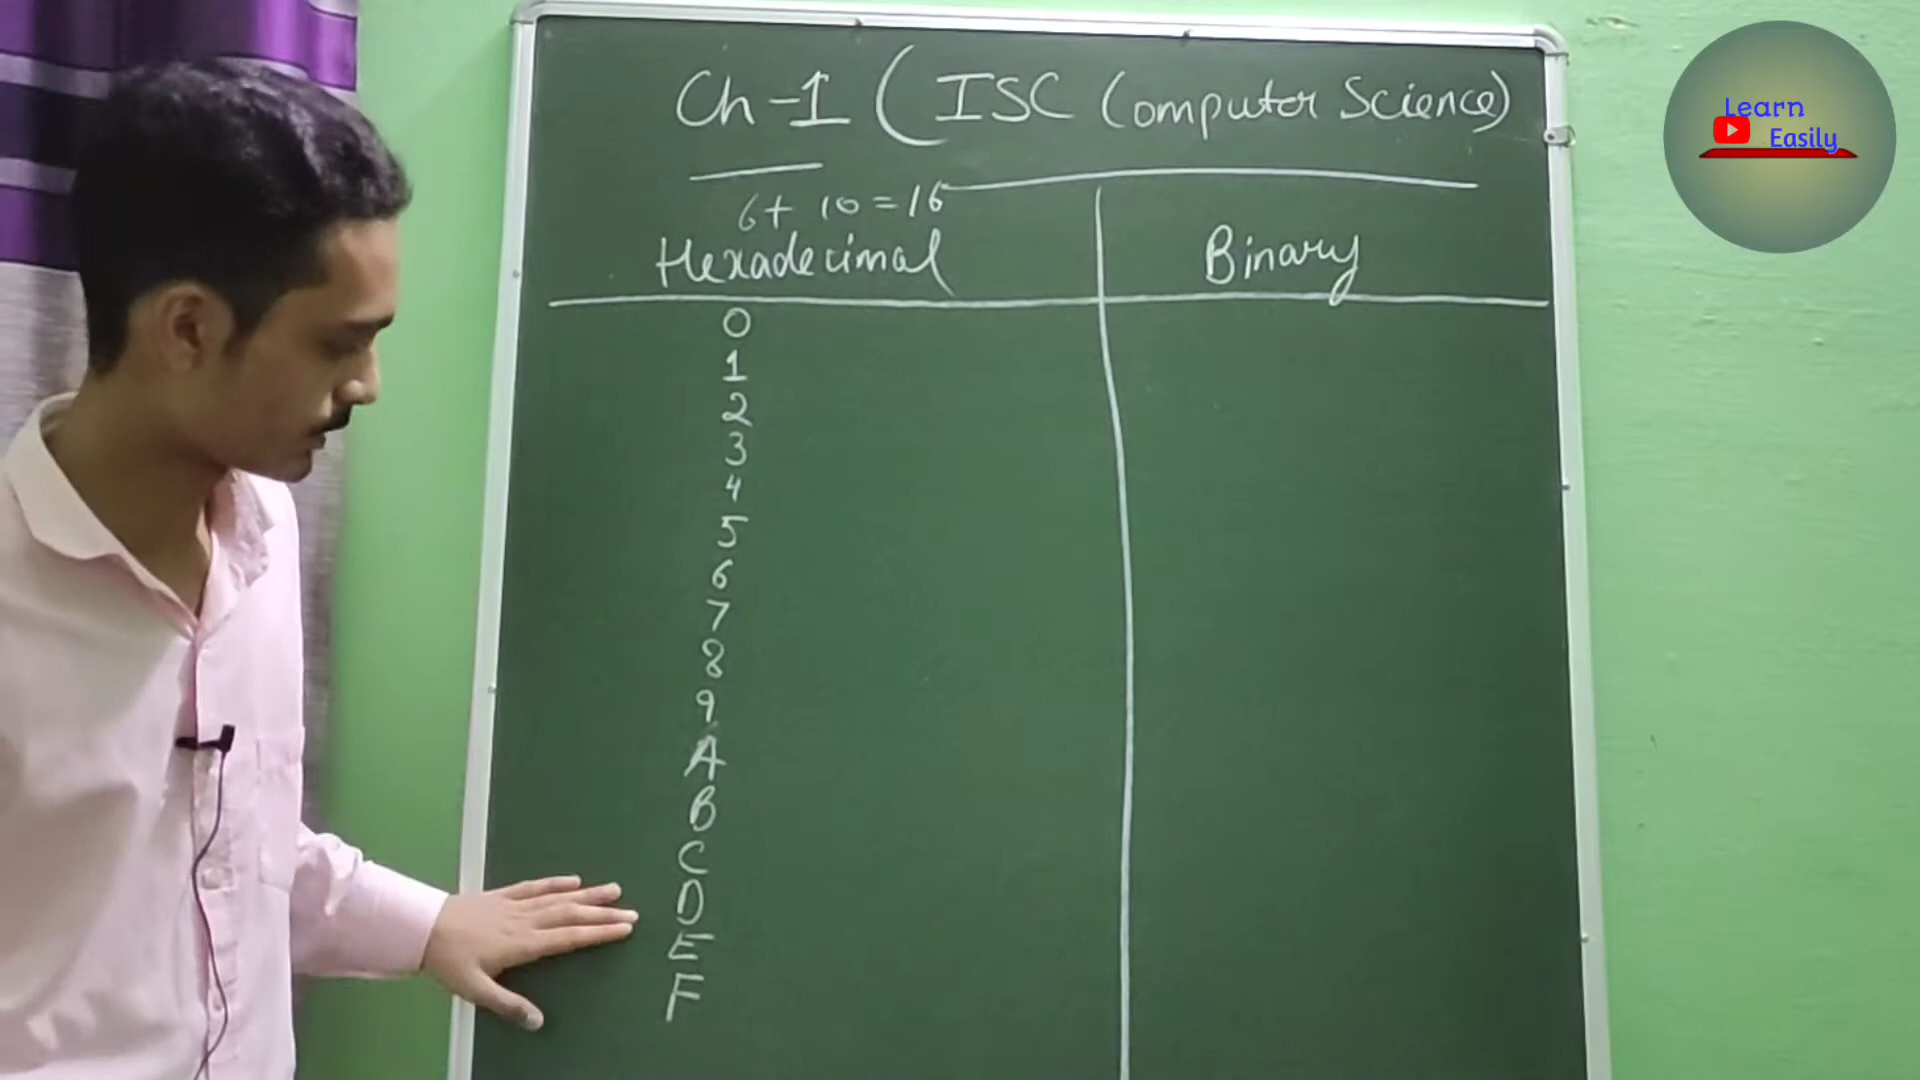 Ch-1 (ISC Computer Science)
6+ 10=16
Hexadecimal Binary
0
1
2
3
4
5
6
7
8
9
A
B
C
D
E
F
Learn
Easily